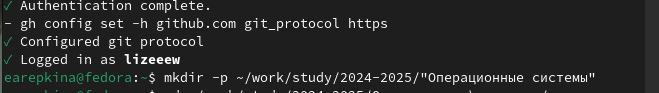 ✓ Authentication complete.
- gh config set -h github.com git_protocol https
✓ Configured git protocol
✓ Logged in as lizeeew
earepkina@fedora:~$ mkdir -p ~/work/study/2024-2025/"Операционные системы"